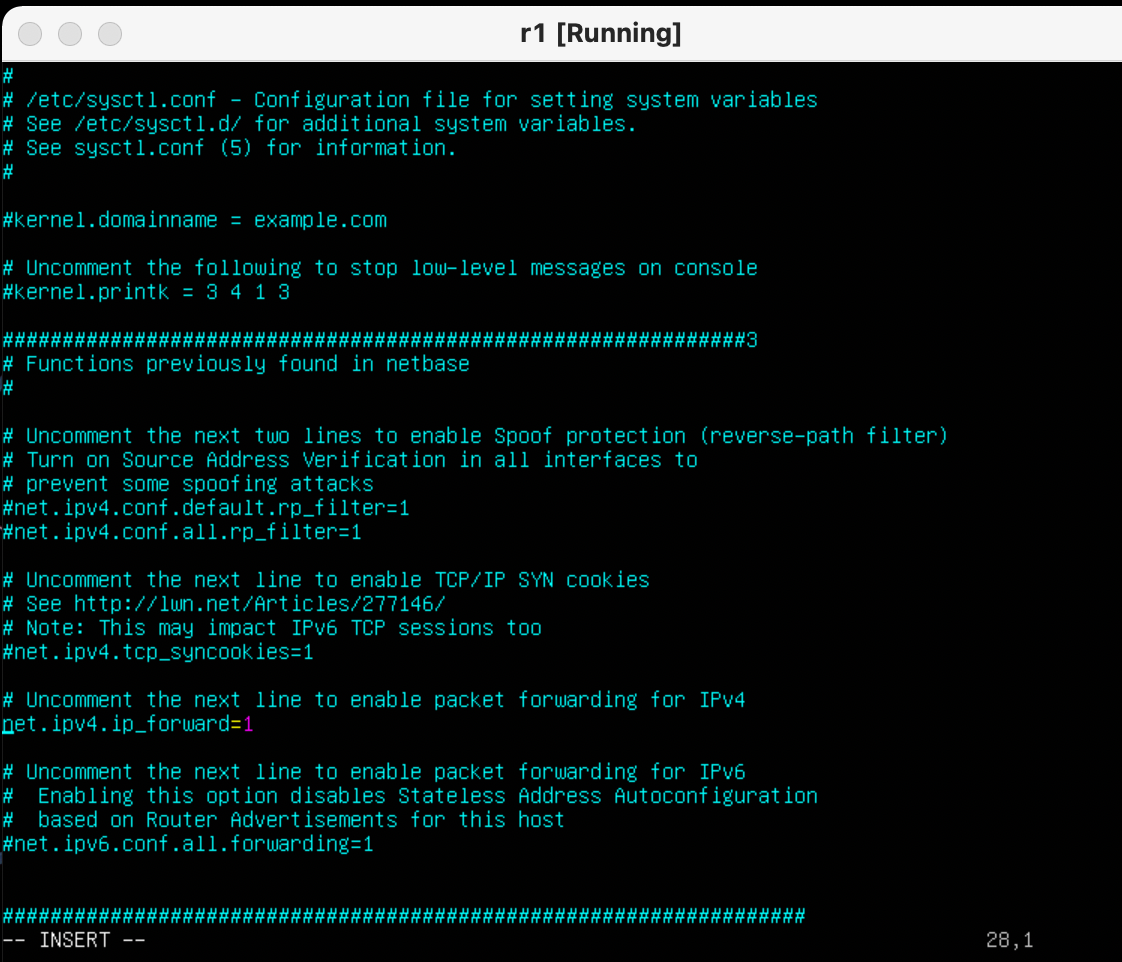 r1 [Running]
#
# /etc/sysctl.conf - Configuration file for setting system variables
# See /etc/sysctl.d/ for additional system variables.
# See sysctl.conf (5) for information.
#
#kernel.domainname = example.com
# Uncomment the following to stop low-level messages on console
#kernel.printk = 3 4 1 3
##############################################################3
# Functions previously found in netbase
#
# Uncomment the next two lines to enable Spoof protection (reverse-path filter)
# Turn on Source Address Verification in all interfaces to
# prevent some spoofing attacks
#net.ipv4.conf.default.rp_filter=1
#net.ipv4.conf.all.rp_filter=1
# Uncomment the next line to enable TCP/IP SYN cookies
# See http://lwn.net/Articles/277146/
# Note: This may impact IPv6 TCP sessions too
#net.ipv4.tcp_syncookies=1
# Uncomment the next line to enable packet forwarding for IPv4
net.ipv4.ip_forward=1
# Uncomment the next line to enable packet forwarding for IPv6
#  Enabling this option disables Stateless Address Autoconfiguration
#  based on Router Advertisements for this host
#net.ipv6.conf.all.forwarding=1
###################################################################
-- INSERT -- 28,1